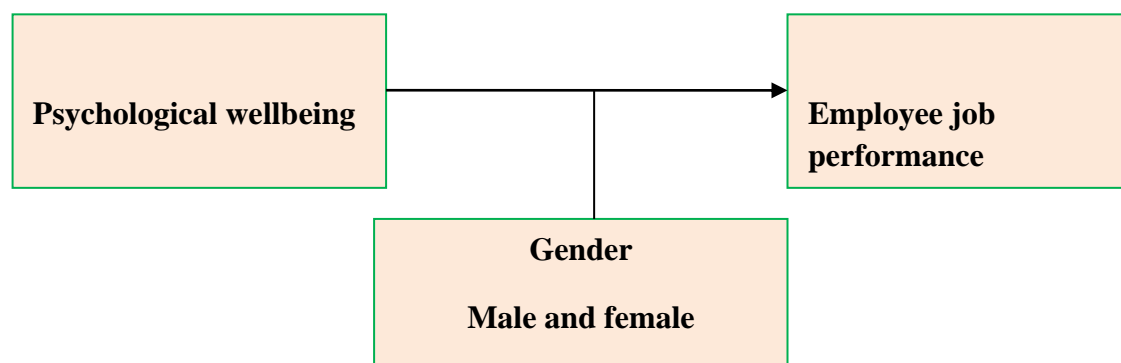 Psychological wellbeing
Employee job
performance
Gender
Male and female